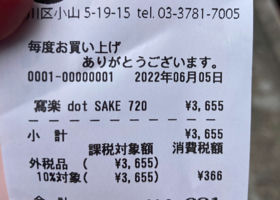 川区小山 5-19-15 tel. 03-3781-7005
毎度お買い上げ
ありがとうございます。
0001-00000001 2022年06月05日
寫楽 dot SAKE 720 ¥3,655
小 計 ¥3,655
課税対象額 消費税額
外税品 ( ¥3,655)
10%対象( ¥3,655) ¥366